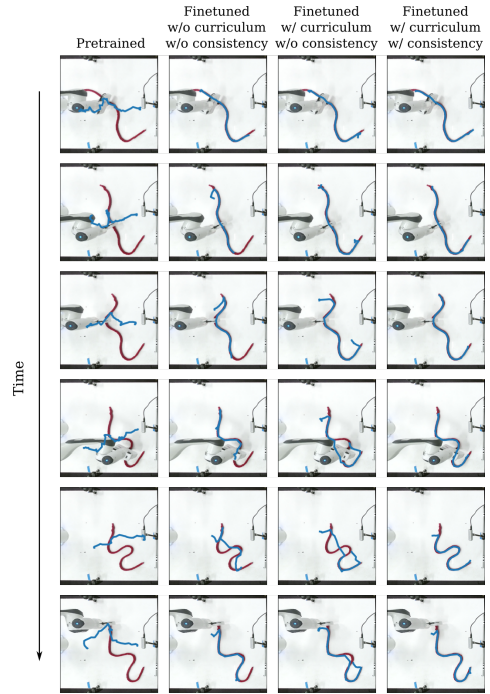 Pretrained
Finetuned
w/o curriculum
w/o consistency
Finetuned
w/ curriculum
w/o consistency
Finetuned
w/ curriculum
w/ consistency
Time